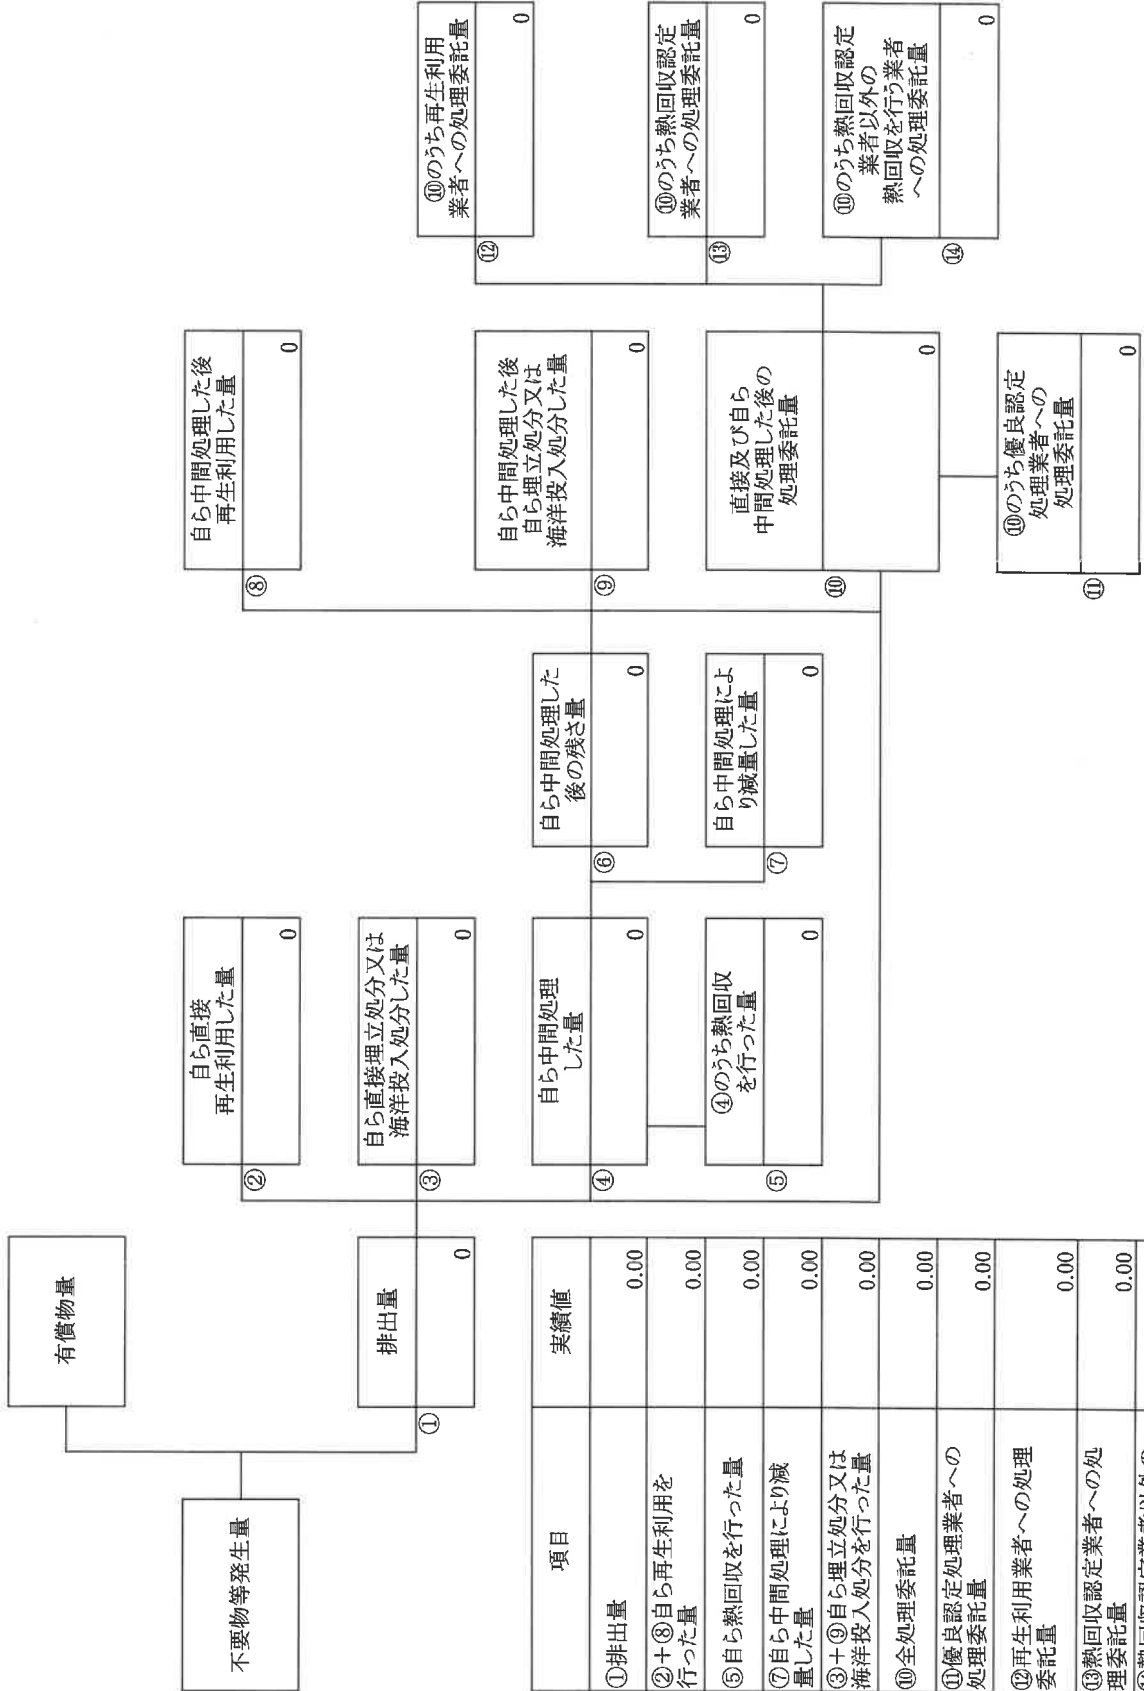 不要物等発生量
有償物量
①
排出量
0
②
自ら直接
再生利用した量
0
③
自ら直接埋立処分又は
海洋投入処分した量
0
④
自ら中間処理
した量
0
⑤
④のうち熱回収
を行った量
0
⑥
自ら中間処理した
後の残さ量
0
⑦
自ら中間処理によ
り減量した量
0
⑧
自ら中間処理した後
再生利用した量
0
⑨
自ら中間処理した後
自ら埋立処分又は
海洋投入処分した量
0
⑩
直接及び自ら
中間処理した後の
処理委託量
0
⑪
⑩のうち優良認定
処理業者への
処理委託量
0
⑫
⑩のうち再生利用
業者への処理委託量
0
⑬
⑩のうち熱回収認定
業者への処理委託量
0
⑭
⑩のうち熱回収認定
業者以外の
熱回収を行う業者
への処理委託量
0
項目 実績値
①排出量 0.00
②+⑧自ら再生利用を
行った量 0.00
⑤自ら熱回収を行った量 0.00
⑦自ら中間処理により減
量した量 0.00
③+⑨自ら埋立処分又は
海洋投入処分を行った量 0.00
⑩全処理委託量 0.00
⑪優良認定処理業者への
処理委託量 0.00
⑫再生利用業者への処理
委託量 0.00
⑬熱回収認定業者への処
理委託量 0.00